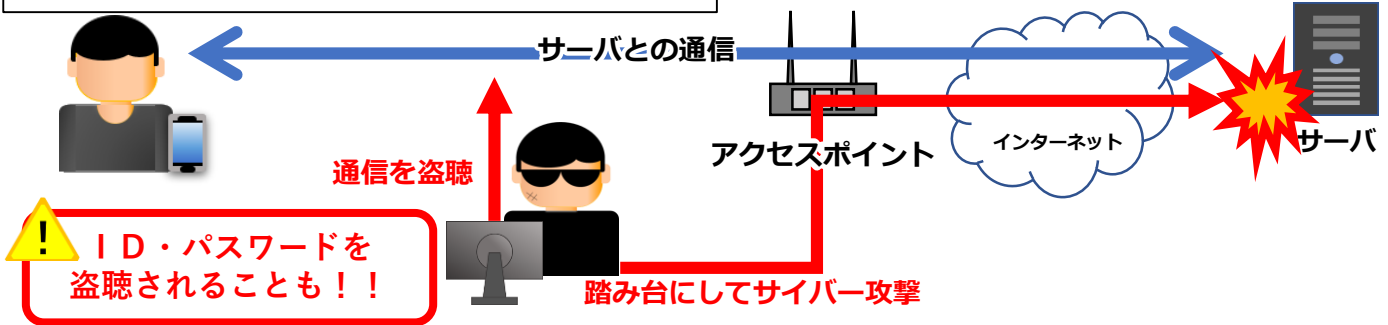 サーバとの通信
アクセスポイント
インターネット
サーバ
通信を盗聴
!
ID・パスワードを
盗聴されることも!!
踏み台にしてサイバー攻撃